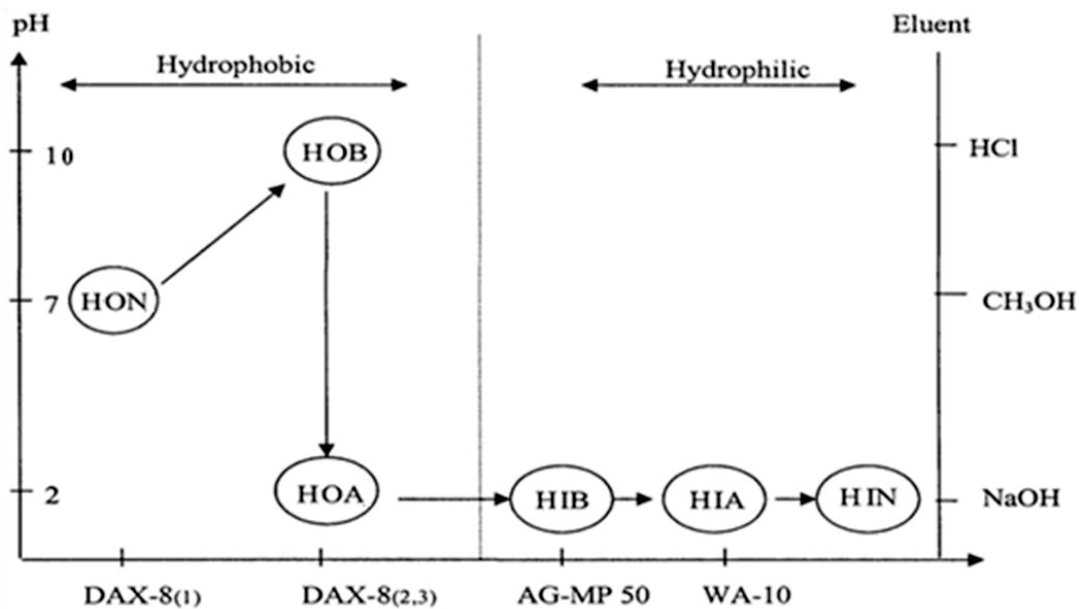 pH
Eluent
Hydrophobic
Hydrophilic
10
HOB
HCl
7
HON
CH₃OH
2
HOA
HIB
HIA
HIN
NaOH
DAX-8(1)
DAX-8(2,3)
AG-MP 50
WA-10